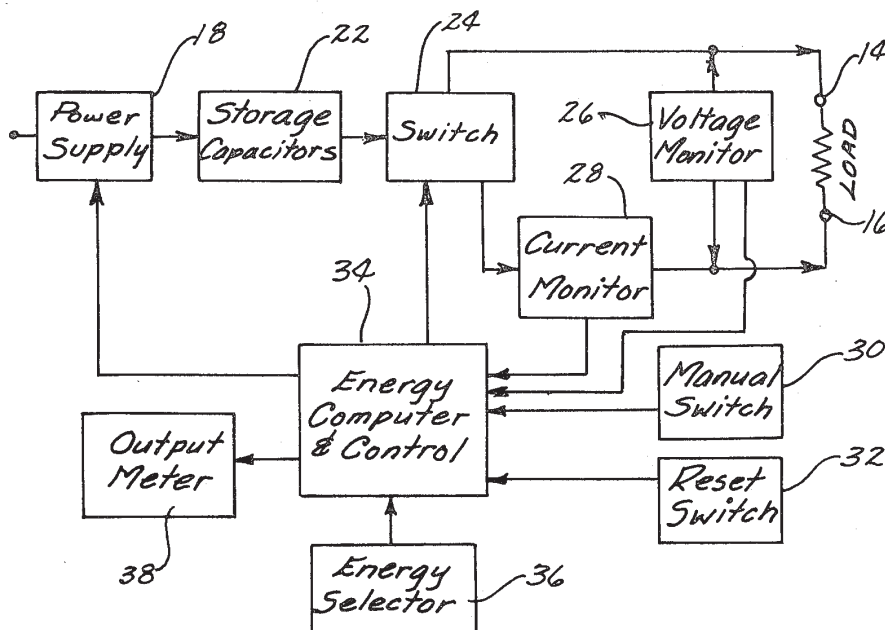 18
22
24
14
Power
Supply
Storage
Capacitors
Switch
26
Voltage
Monitor
LOAD
16
28
Current
Monitor
34
30
Energy
Computer
& Control
Manual
Switch
Output
Meter
32
Reset
Switch
38
Energy
Selector
36